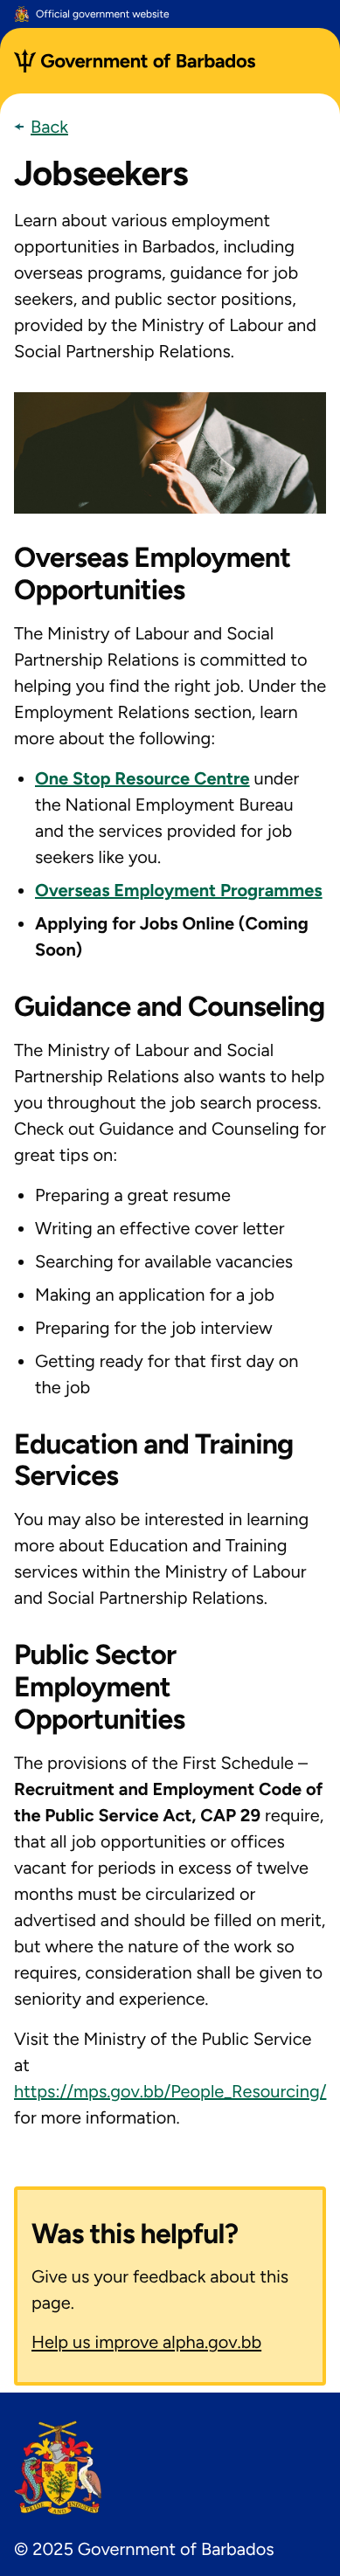 Official government website
Government of Barbados
Back
Jobseekers
Learn about various employment
opportunities in Barbados, including
overseas programs, guidance for job
seekers, and public sector positions,
provided by the Ministry of Labour and
Social Partnership Relations.
Overseas Employment
Opportunities
The Ministry of Labour and Social
Partnership Relations is committed to
helping you find the right job. Under the
Employment Relations section, learn
more about the following:
• One Stop Resource Centre under
the National Employment Bureau
and the services provided for job
seekers like you.
• Overseas Employment Programmes
• Applying for Jobs Online (Coming
Soon)
Guidance and Counseling
The Ministry of Labour and Social
Partnership Relations also wants to help
you throughout the job search process.
Check out Guidance and Counseling for
great tips on:
• Preparing a great resume
• Writing an effective cover letter
• Searching for available vacancies
• Making an application for a job
• Preparing for the job interview
• Getting ready for that first day on
the job
Education and Training
Services
You may also be interested in learning
more about Education and Training
services within the Ministry of Labour
and Social Partnership Relations.
Public Sector
Employment
Opportunities
The provisions of the First Schedule –
Recruitment and Employment Code of
the Public Service Act, CAP 29 require,
that all job opportunities or offices
vacant for periods in excess of twelve
months must be circularized or
advertised and should be filled on merit,
but where the nature of the work so
requires, consideration shall be given to
seniority and experience.
Visit the Ministry of the Public Service
at
https://mps.gov.bb/People_Resourcing/
for more information.
Was this helpful?
Give us your feedback about this
page.
Help us improve alpha.gov.bb
PRIDE AND INDUSTRY
© 2025 Government of Barbados